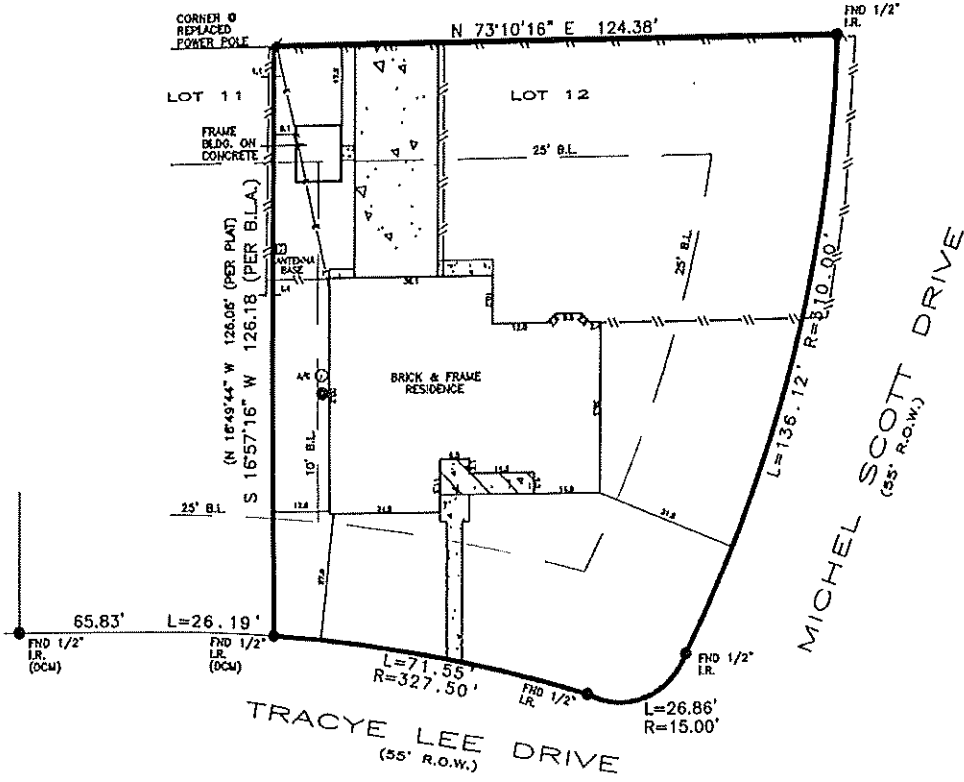 CORNER @
REPLACED
POWER POLE
N 73°10'16" E 124.38'
FND 1/2"
I.R.
LOT 11
LOT 12
FRAME
BLDG. ON
CONCRETE
25' B.L.
25' B.L.
ANTENNA
BASE
(N 16°49'44" W 126.05' (PER PLAT)
S 16°57'16" W 126.18 (PER B.L.A.)
A/C
BRICK & FRAME
RESIDENCE
10' B.L.
25' B.L.
L=136.12' R=310.00'
MICHEL SCOTT DRIVE
(55' R.O.W.)
65.83'
L=26.19'
FND 1/2"
I.R.
(DCM)
FND 1/2"
I.R.
(DCM)
L=71.55'
R=327.50'
FND 1/2"
I.R.
FND 1/2"
I.R.
L=26.86'
R=15.00'
TRACYE LEE DRIVE
(55' R.O.W.)